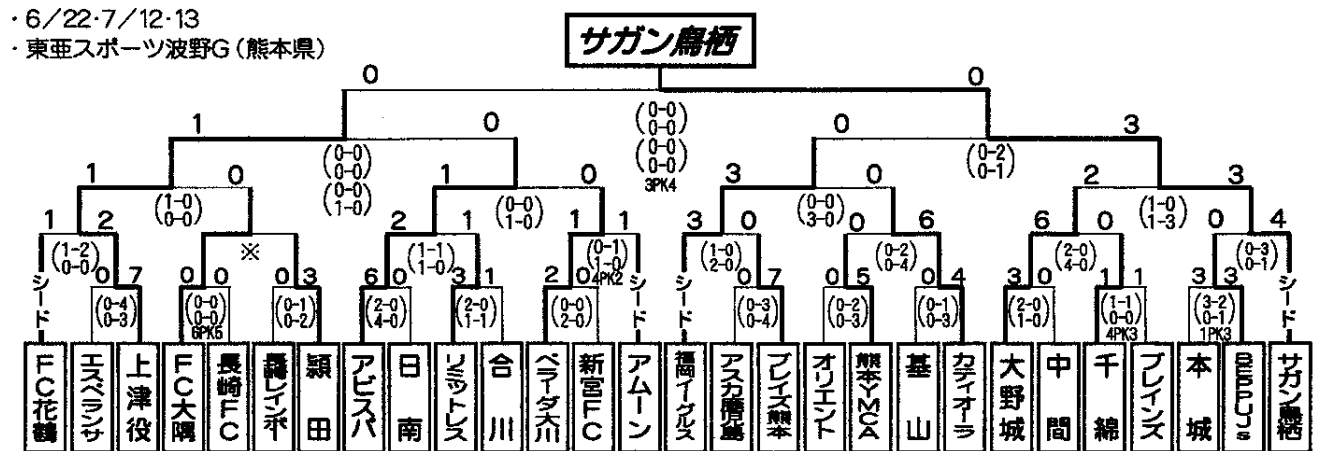 ・6/22・7/12・13
・東亜スポーツ波野G(熊本県)
サガン鳥栖
0 0
1 0 0 3
(0-0 0-0) (0-0 0-0) 3PK4
(0-0 0-0) (0-0 1-0)
(0-2 0-1)
1 0 1 0 3 0 2 3
(1-0 0-0) (0-0 1-0) (0-0 3-0) (1-0 1-3)
1 2 2 1 1 1 3 0 0 6 6 0 0 4
(1-2 0-0) ※ (1-1 1-0) (0-1 1-0) 4PK2 (1-0 2-0) (0-2 0-4) (2-0 4-0) (0-3 0-1)
シード シード シード シード
0 7 0 0 0 3 6 0 3 1 2 0 0 7 0 5 0 4 3 0 1 1 3 3
(0-4 0-3) (0-0 0-0) 6PK5 (0-1 0-2) (2-0 4-0) (2-0 1-1) (0-0 2-0) (0-3 0-4) (0-2 0-3) (0-1 0-3) (2-0 1-0) (1-1 0-0) 4PK3 (3-2 0-1) 1PK3
FC花鶴
エスペランサ
上津役
FC大隅
長崎FC
長崎レインボ
頴田
アビスパ
日南
リミットレス
合川
ペラーダ大川
新宮FC
アムーン
福岡イーグルス
アスカ鹿児島
ブレイズ熊本
オリエント
熊本YMCA
基山
カティオーラ
大野城
中間
千綿
ブレインズ
本城
サガン鳥栖